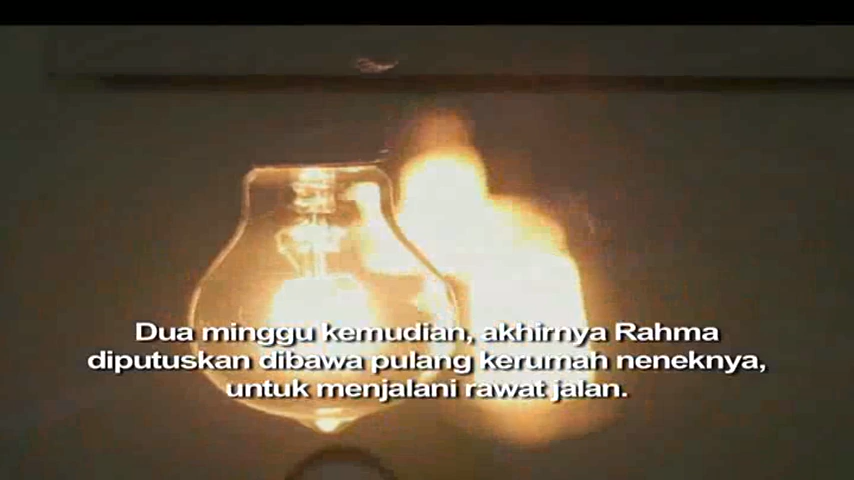 Dua minggu kemudian, akhirnya Rahma
diputuskan dibawa pulang kerumah neneknya,
untuk menjalani rawat jalan.